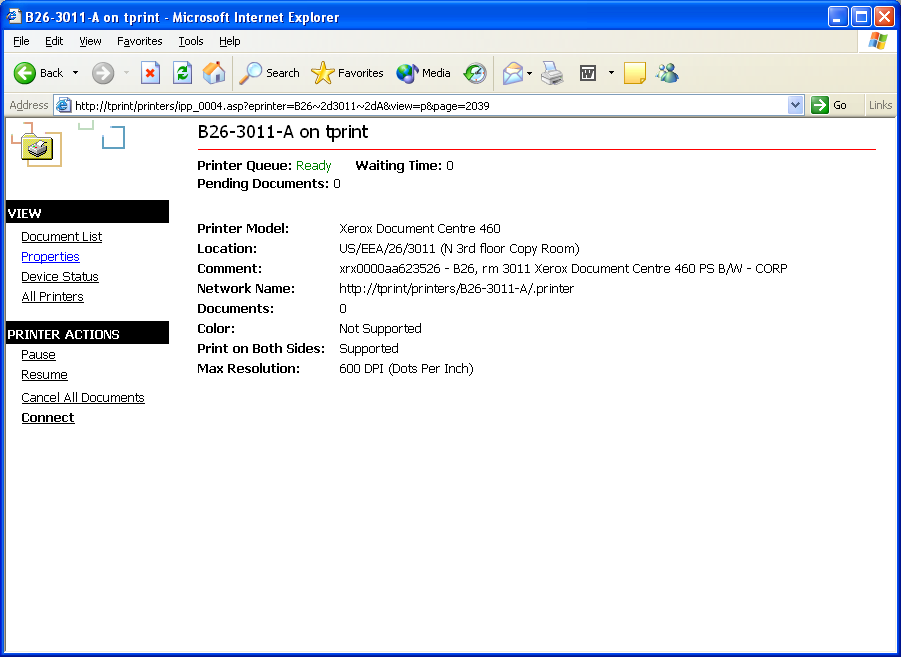 B26-3011-A on tprint - Microsoft Internet Explorer
File Edit View Favorites Tools Help
Back Search Favorites Media
Address http://tprint/printers/ipp_0004.asp?eprinter=B26~2d3011~2dA&view=p&page=2039 Go Links
B26-3011-A on tprint
Printer Queue: Ready Waiting Time: 0
Pending Documents: 0
VIEW
Document List
Properties
Device Status
All Printers
PRINTER ACTIONS
Pause
Resume
Cancel All Documents
Connect
Printer Model: Xerox Document Centre 460
Location: US/EEA/26/3011 (N 3rd floor Copy Room)
Comment: xrx0000aa623526 - B26, rm 3011 Xerox Document Centre 460 PS B/W - CORP
Network Name: http://tprint/printers/B26-3011-A/.printer
Documents: 0
Color: Not Supported
Print on Both Sides: Supported
Max Resolution: 600 DPI (Dots Per Inch)